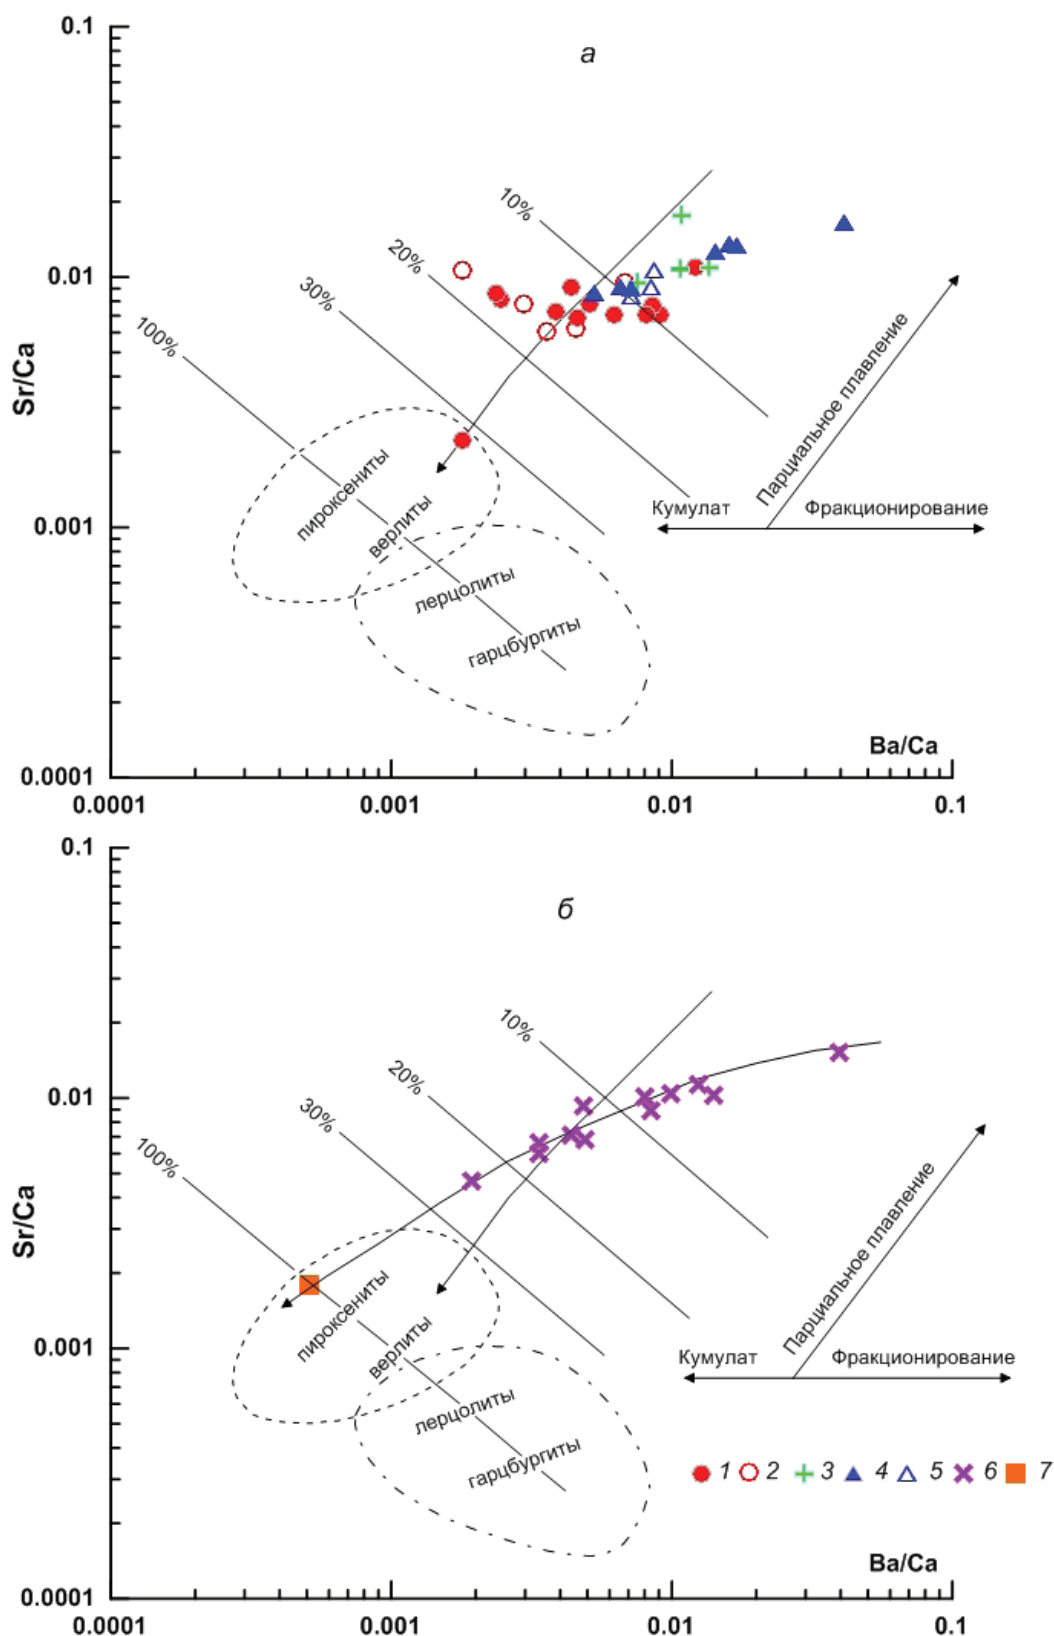 0.1
а
10%
20%
0.01
30%
100%
Sr/Ca
Парциальное плавление
пироксениты
верлиты
Кумулат
Фракционирование
0.001
лерцолиты
гарцбургиты
Ba/Ca
0.0001
0.0001
0.001
0.01
0.1
0.1
б
10%
20%
0.01
30%
100%
Sr/Ca
Парциальное плавление
пироксениты
верлиты
Кумулат
Фракционирование
0.001
лерцолиты
гарцбургиты
1 2 3 4 5 6 7
Ba/Ca
0.0001
0.0001
0.001
0.01
0.1